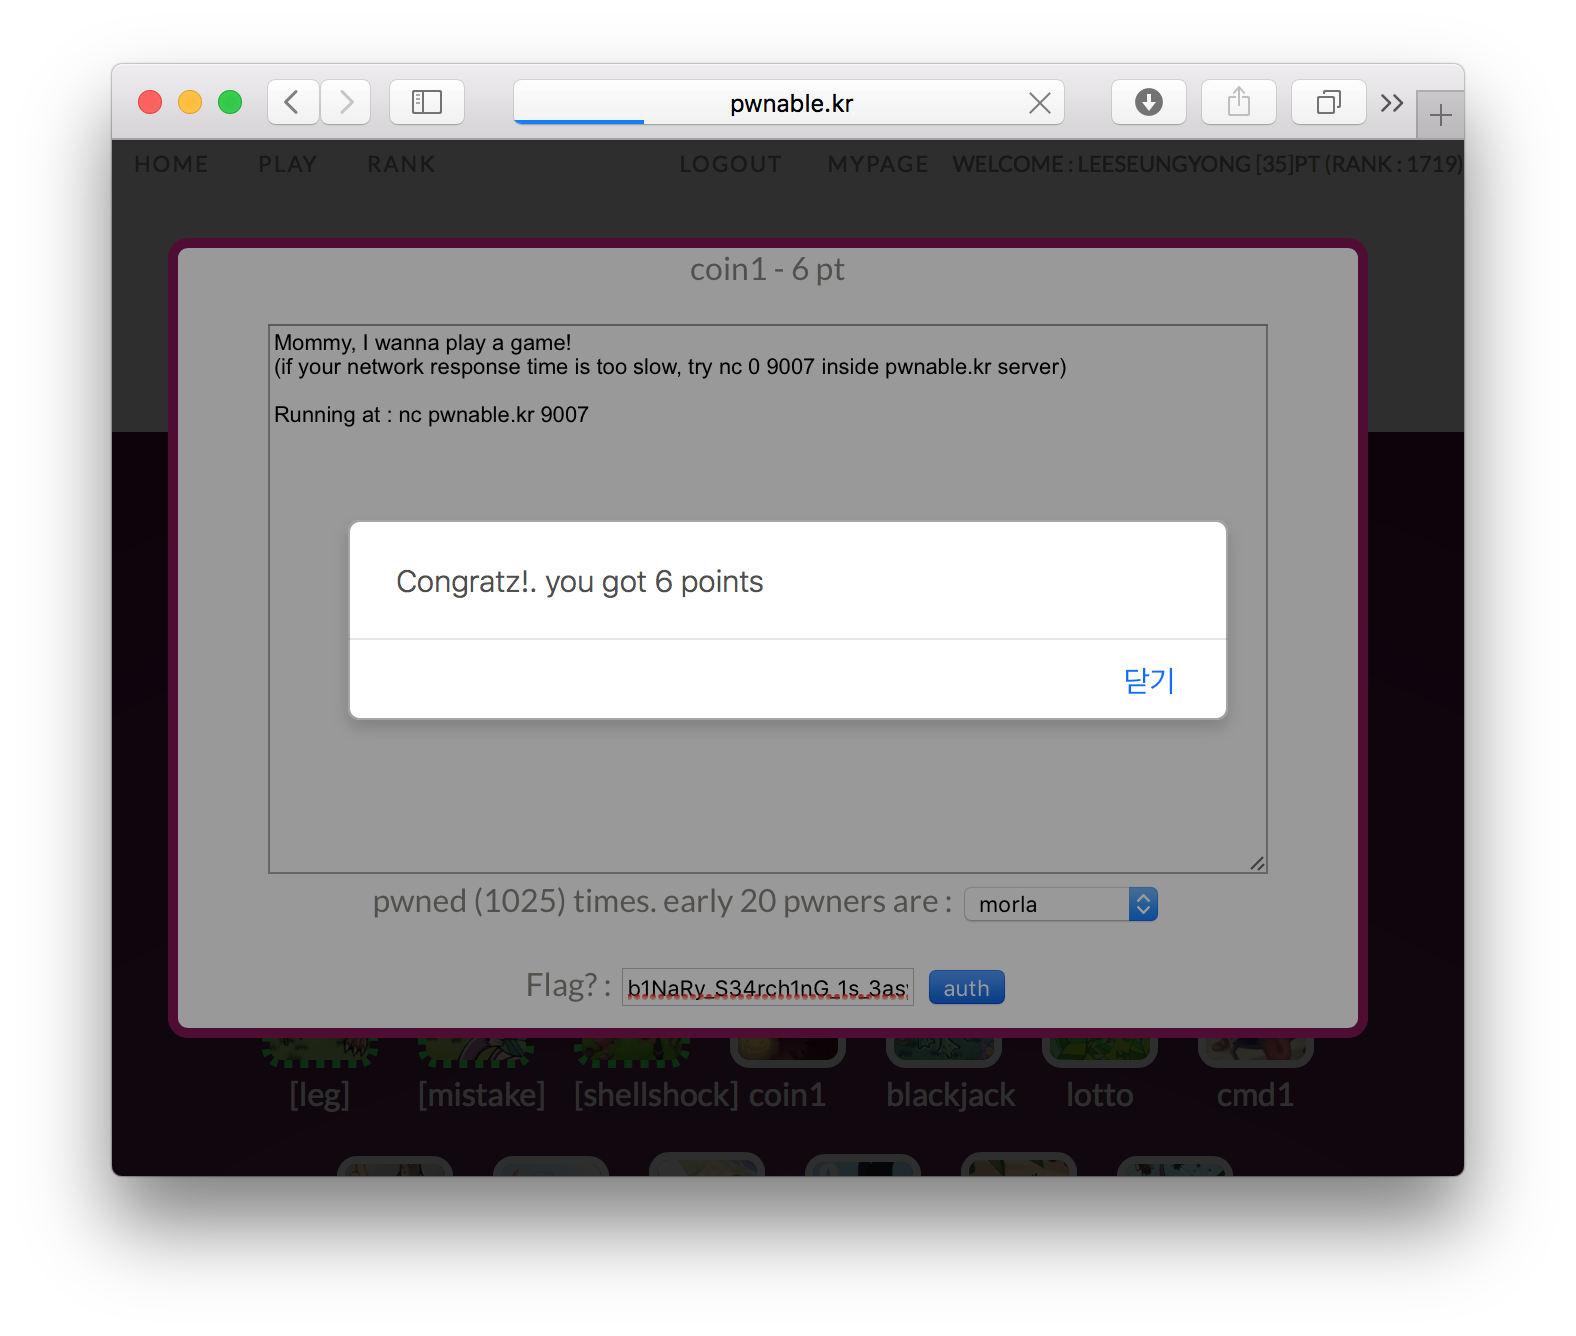 pwnable.kr
HOME PLAY RANK LOGOUT MYPAGE WELCOME : LEESEUNGYONG [35]PT (RANK : 1719)
coin1 - 6 pt
Mommy, I wanna play a game!
(if your network response time is too slow, try nc 0 9007 inside pwnable.kr server)
Running at : nc pwnable.kr 9007
Congratz!. you got 6 points
닫기
pwned (1025) times. early 20 pwners are : morla
Flag? : b1NaRy_S34rch1nG_1s_3as auth
[leg] [mistake] [shellshock] coin1 blackjack lotto cmd1